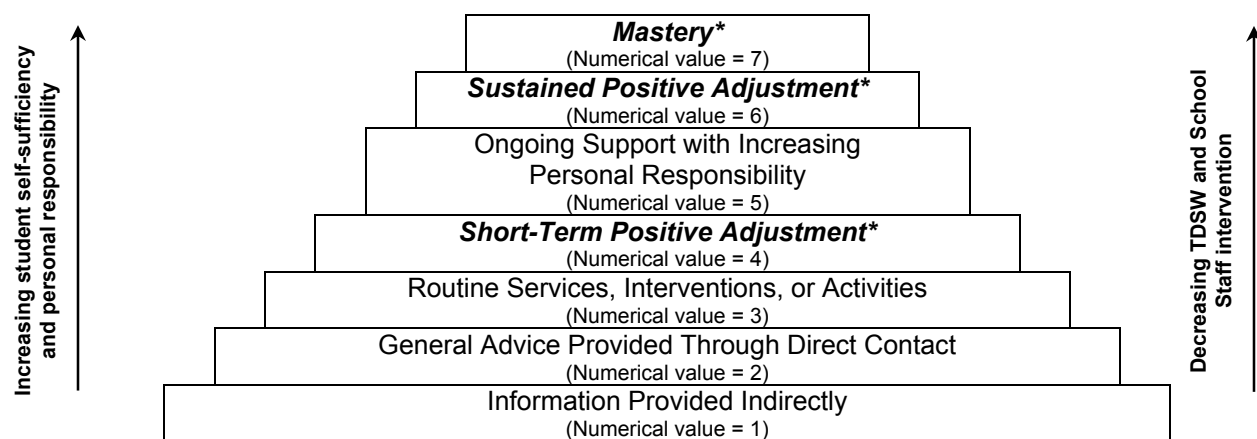 Increasing student self-sufficiency
and personal responsibility
Mastery*
(Numerical value = 7)
Sustained Positive Adjustment*
(Numerical value = 6)
Ongoing Support with Increasing
Personal Responsibility
(Numerical value = 5)
Short-Term Positive Adjustment*
(Numerical value = 4)
Routine Services, Interventions, or Activities
(Numerical value = 3)
General Advice Provided Through Direct Contact
(Numerical value = 2)
Information Provided Indirectly
(Numerical value = 1)
Decreasing TDSW and School
Staff intervention